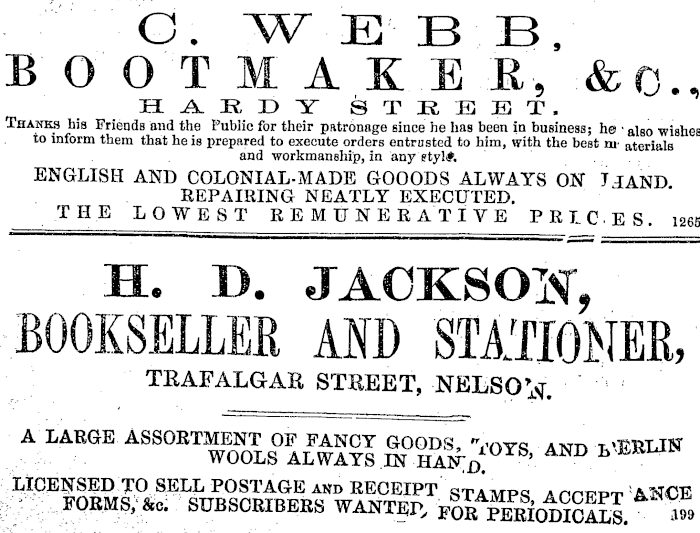 C. WEBB,
BOOTMAKER, &C.,
HARDY STREET.
THANKS his Friends and the Public for their patronage since he has been in business; he also wishes
to inform them that he is prepared to execute orders entrusted to him, with the best materials
and workmanship, in any style.
ENGLISH AND COLONIAL-MADE GOOODS ALWAYS ON HAND.
REPAIRING NEATLY EXECUTED.
THE LOWEST REMUNERATIVE PRICES. 1265
H. D. JACKSON,
BOOKSELLER AND STATIONER,
TRAFALGAR STREET, NELSON.
A LARGE ASSORTMENT OF FANCY GOODS, TOYS, AND BERLIN
WOOLS ALWAYS IN HAND.
LICENSED TO SELL POSTAGE AND RECEIPT STAMPS, ACCEPTANCE
FORMS, &c. SUBSCRIBERS WANTED, FOR PERIODICALS. 199